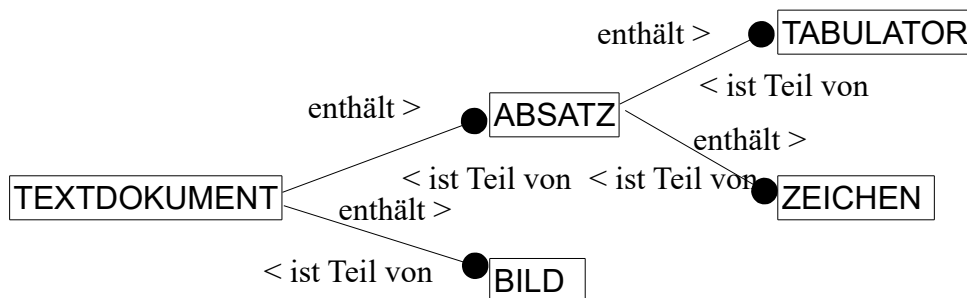 enthält >
TABULATOR
< ist Teil von
enthält >
ABSATZ
enthält >
< ist Teil von
< ist Teil von
TEXTDOKUMENT
ZEICHEN
enthält >
< ist Teil von
BILD